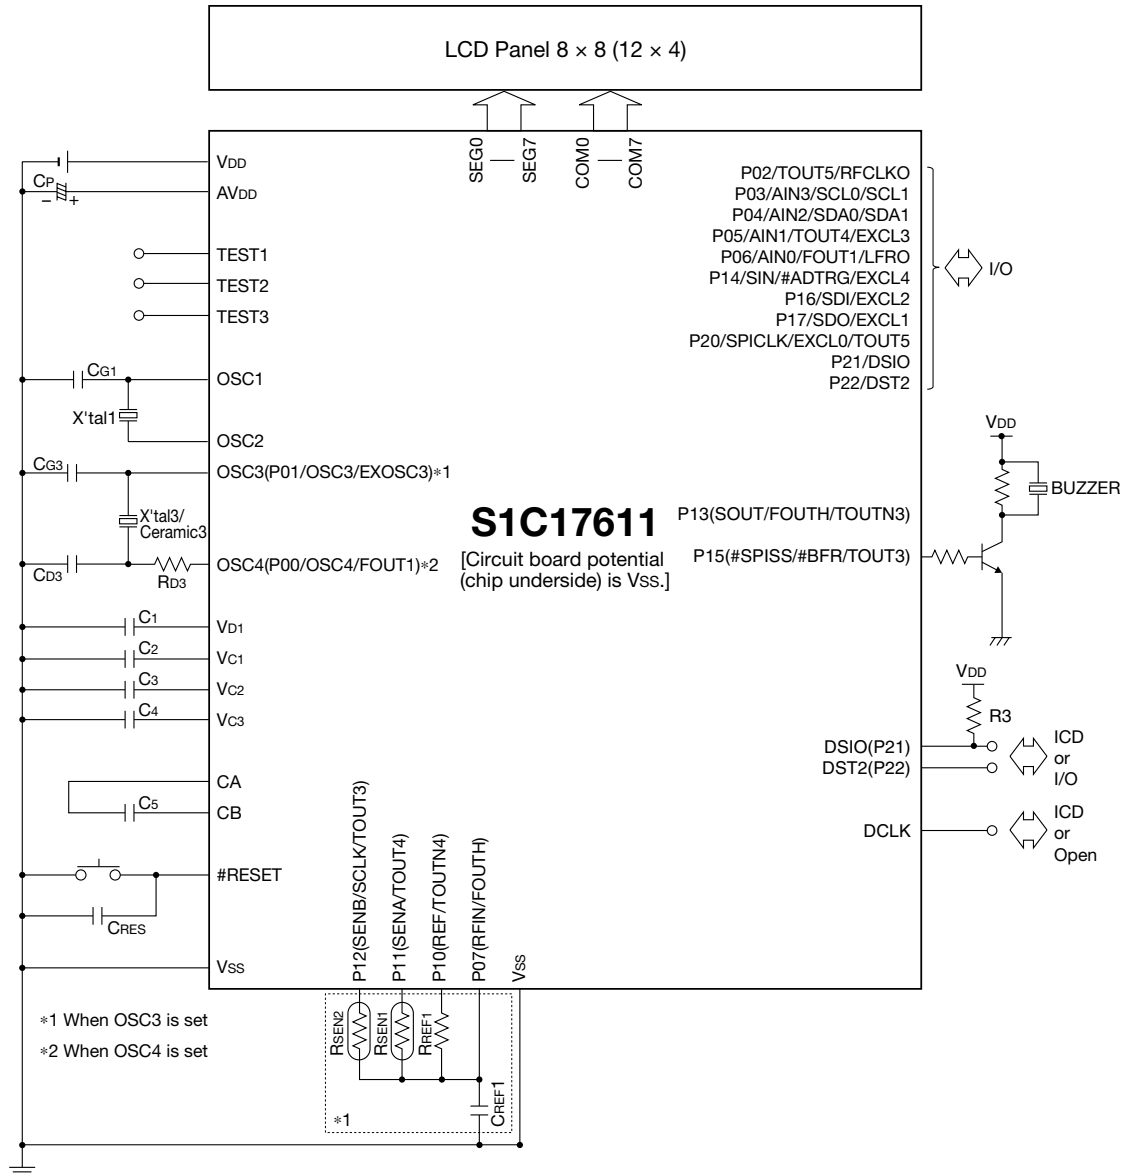 LCD Panel 8 × 8 (12 × 4)
SEG0
SEG7
COM0
COM7
VDD
CP
− +
AVDD
TEST1
TEST2
TEST3
CG1
OSC1
X'tal1
OSC2
CG3
OSC3(P01/OSC3/EXOSC3)*1
X'tal3/
Ceramic3
CD3
RD3
OSC4(P00/OSC4/FOUT1)*2
C1
VD1
C2
VC1
C3
VC2
C4
VC3
CA
C5
CB
#RESET
CRES
VSS
S1C17611
[Circuit board potential
(chip underside) is VSS.]
P02/TOUT5/RFCLKO
P03/AIN3/SCL0/SCL1
P04/AIN2/SDA0/SDA1
P05/AIN1/TOUT4/EXCL3
P06/AIN0/FOUT1/LFRO
P14/SIN/#ADTRG/EXCL4
P16/SDI/EXCL2
P17/SDO/EXCL1
P20/SPICLK/EXCL0/TOUT5
P21/DSIO
P22/DST2
I/O
VDD
BUZZER
P13(SOUT/FOUTH/TOUTN3)
P15(#SPISS/#BFR/TOUT3)
VDD
R3
DSIO(P21)
DST2(P22)
ICD
or
I/O
DCLK
ICD
or
Open
P12(SENB/SCLK/TOUT3)
P11(SENA/TOUT4)
P10(REF/TOUTN4)
P07(RFIN/FOUTH)
VSS
RSEN2
RSEN1
RREF1
CREF1
*1
*1 When OSC3 is set
*2 When OSC4 is set